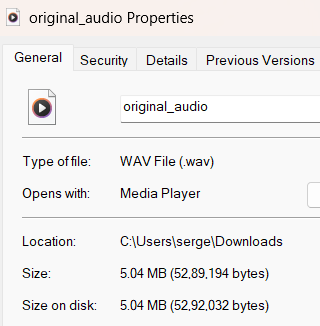 original_audio Properties
General Security Details Previous Versions
original_audio
Type of file: WAV File (.wav)
Opens with: Media Player
Location: C:\Users\serge\Downloads
Size: 5.04 MB (52,89,194 bytes)
Size on disk: 5.04 MB (52,92,032 bytes)